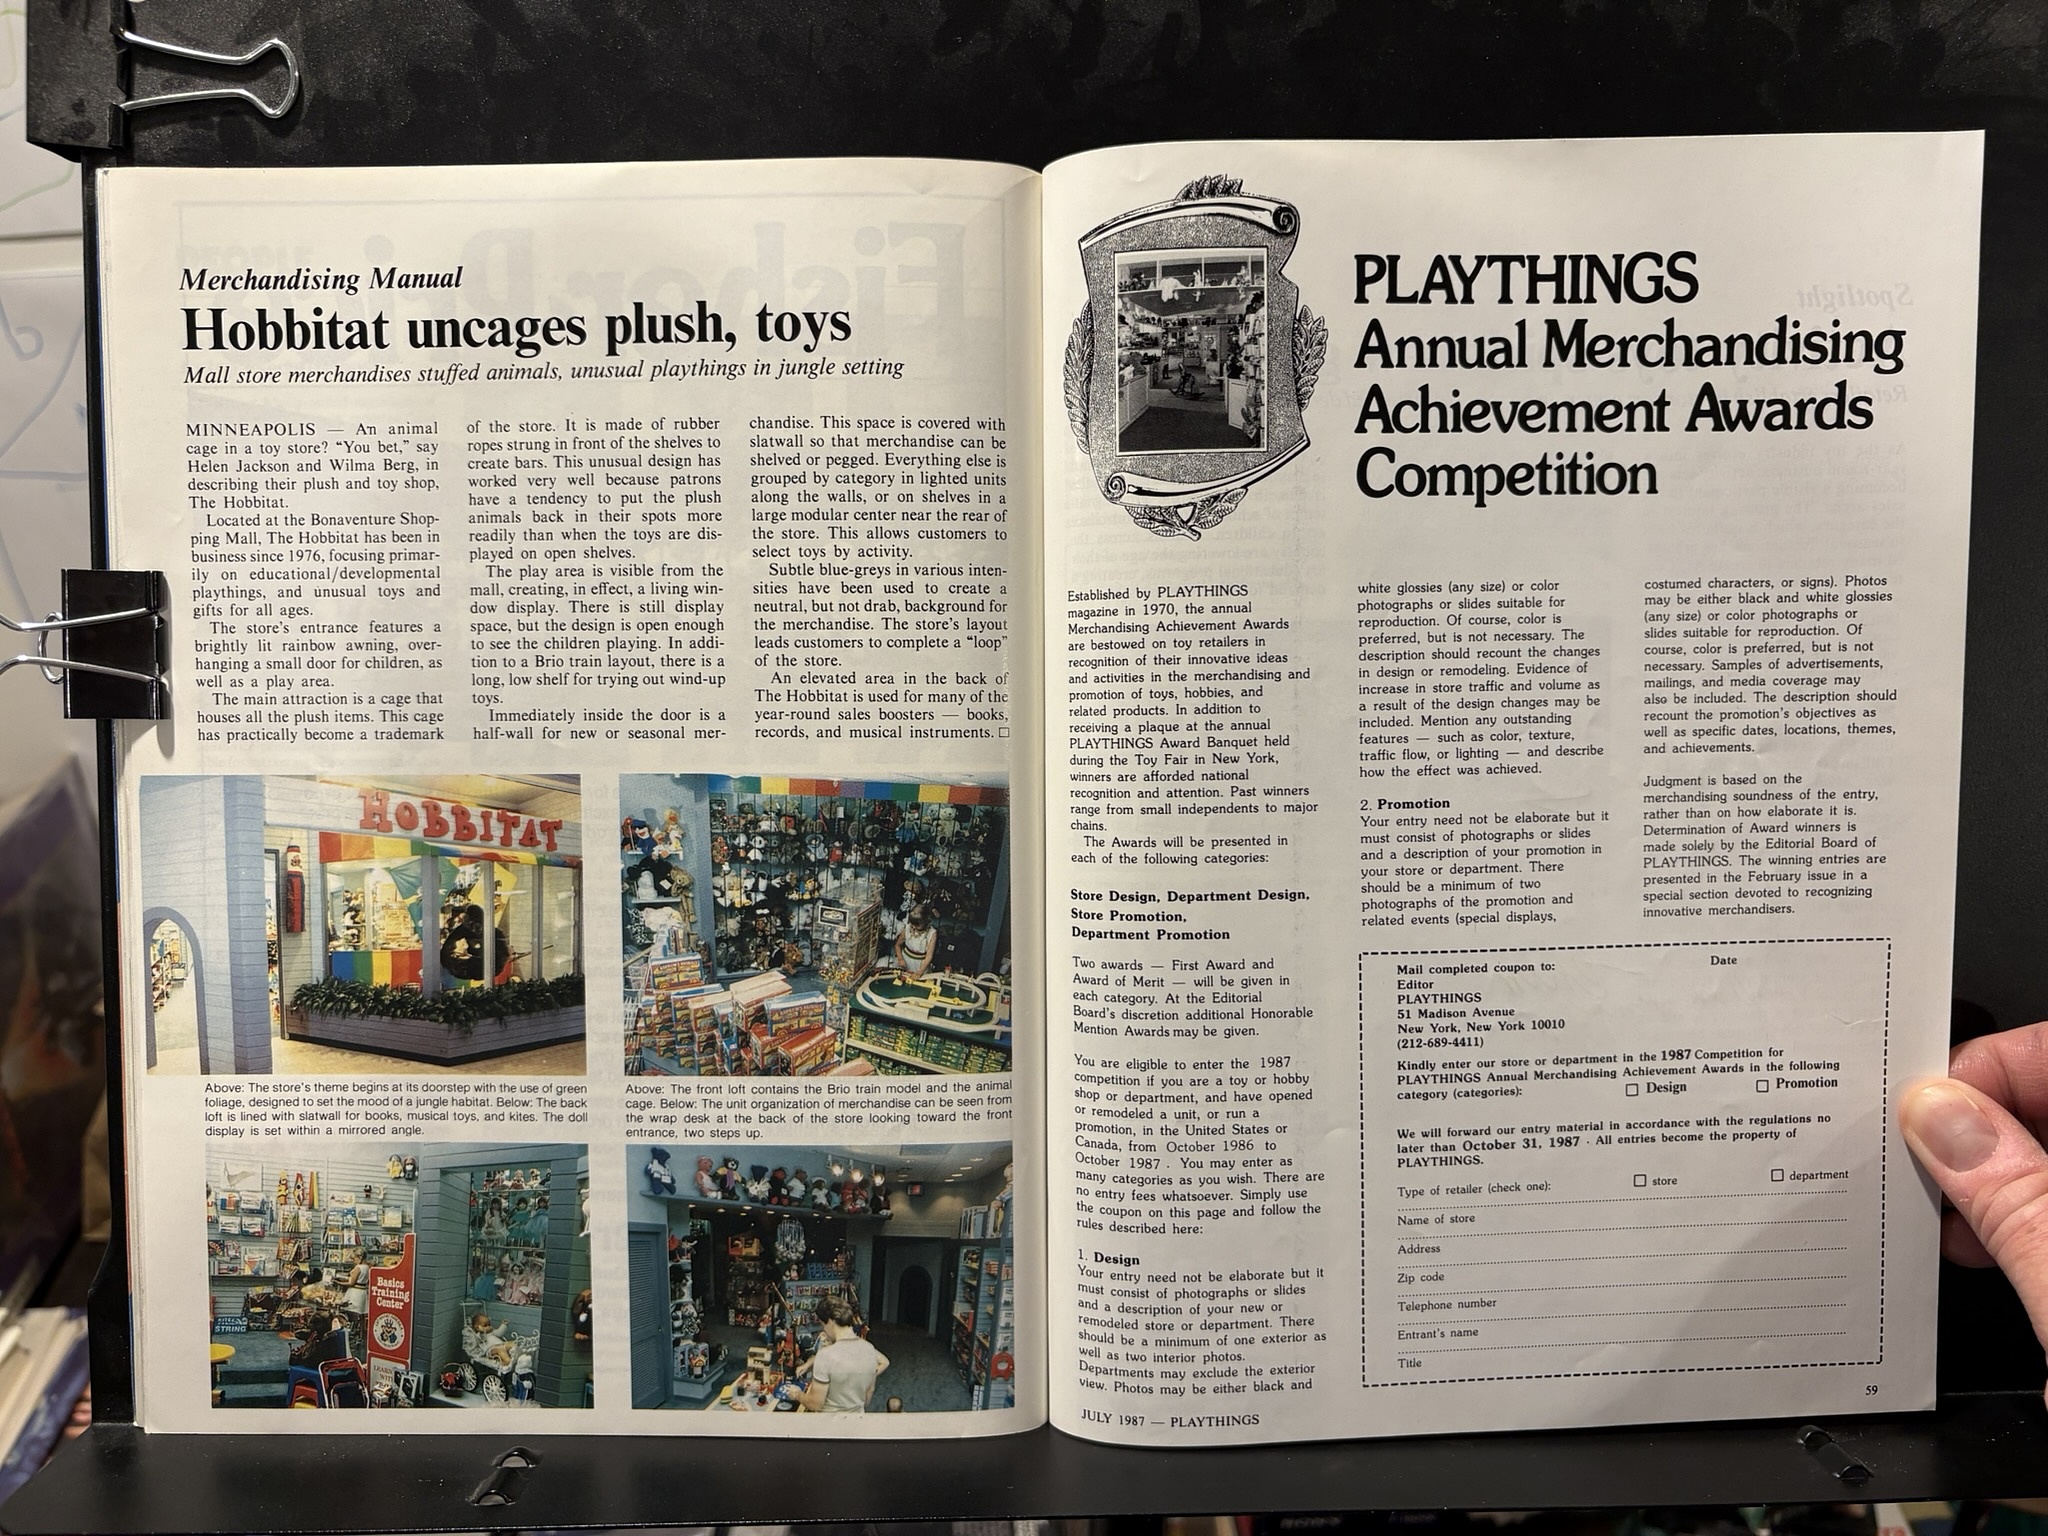 Merchandising Manual
Hobbitat uncages plush, toys
Mall store merchandises stuffed animals, unusual playthings in jungle setting
MINNEAPOLIS — An animal
cage in a toy store? “You bet,” say
Helen Jackson and Wilma Berg, in
describing their plush and toy shop,
The Hobbitat.
Located at the Bonaventure Shop-
ping Mall, The Hobbitat has been in
business since 1976, focusing primar-
ily on educational/developmental
playthings, and unusual toys and
gifts for all ages.
The store's entrance features a
brightly lit rainbow awning, over-
hanging a small door for children, as
well as a play area.
The main attraction is a cage that
houses all the plush items. This cage
has practically become a trademark
of the store. It is made of rubber
ropes strung in front of the shelves to
create bars. This unusual design has
worked very well because patrons
have a tendency to put the plush
animals back in their spots more
readily than when the toys are dis-
played on open shelves.
The play area is visible from the
mall, creating, in effect, a living win-
dow display. There is still display
space, but the design is open enough
to see the children playing. In addi-
tion to a Brio train layout, there is a
long, low shelf for trying out wind-up
toys.
Immediately inside the door is a
half-wall for new or seasonal mer-
chandise. This space is covered with
slatwall so that merchandise can be
shelved or pegged. Everything else is
grouped by category in lighted units
along the walls, or on shelves in a
large modular center near the rear of
the store. This allows customers to
select toys by activity.
Subtle blue-greys in various inten-
sities have been used to create a
neutral, but not drab, background for
the merchandise. The store's layout
leads customers to complete a “loop”
of the store.
An elevated area in the back of
The Hobbitat is used for many of the
year-round sales boosters — books,
records, and musical instruments. □
HOBBITAT
Above: The store's theme begins at its doorstep with the use of green
foliage, designed to set the mood of a jungle habitat. Below: The back
loft is lined with slatwall for books, musical toys, and kites. The doll
display is set within a mirrored angle.
Above: The front loft contains the Brio train model and the animal
cage. Below: The unit organization of merchandise can be seen from
the wrap desk at the back of the store looking toward the front
entrance, two steps up.
Basics
Training
Center
STRING
PLAYTHINGS
Annual Merchandising
Achievement Awards
Competition
Established by PLAYTHINGS
magazine in 1970, the annual
Merchandising Achievement Awards
are bestowed on toy retailers in
recognition of their innovative ideas
and activities in the merchandising and
promotion of toys, hobbies, and
related products. In addition to
receiving a plaque at the annual
PLAYTHINGS Award Banquet held
during the Toy Fair in New York,
winners are afforded national
recognition and attention. Past winners
range from small independents to major
chains.
The Awards will be presented in
each of the following categories:
Store Design, Department Design,
Store Promotion,
Department Promotion
Two awards — First Award and
Award of Merit — will be given in
each category. At the Editorial
Board's discretion additional Honorable
Mention Awards may be given.
You are eligible to enter the 1987
competition if you are a toy or hobby
shop or department, and have opened
or remodeled a unit, or run a
promotion, in the United States or
Canada, from October 1986 to
October 1987 . You may enter as
many categories as you wish. There are
no entry fees whatsoever. Simply use
the coupon on this page and follow the
rules described here:
1. Design
Your entry need not be elaborate but it
must consist of photographs or slides
and a description of your new or
remodeled store or department. There
should be a minimum of one exterior as
well as two interior photos.
Departments may exclude the exterior
view. Photos may be either black and
white glossies (any size) or color
photographs or slides suitable for
reproduction. Of course, color is
preferred, but is not necessary. The
description should recount the changes
in design or remodeling. Evidence of
increase in store traffic and volume as
a result of the design changes may be
included. Mention any outstanding
features — such as color, texture,
traffic flow, or lighting — and describe
how the effect was achieved.
2. Promotion
Your entry need not be elaborate but it
must consist of photographs or slides
and a description of your promotion in
your store or department. There
should be a minimum of two
photographs of the promotion and
related events (special displays,
costumed characters, or signs). Photos
may be either black and white glossies
(any size) or color photographs or
slides suitable for reproduction. Of
course, color is preferred, but is not
necessary. Samples of advertisements,
mailings, and media coverage may
also be included. The description should
recount the promotion's objectives as
well as specific dates, locations, themes,
and achievements.
Judgment is based on the
merchandising soundness of the entry,
rather than on how elaborate it is.
Determination of Award winners is
made solely by the Editorial Board of
PLAYTHINGS. The winning entries are
presented in the February issue in a
special section devoted to recognizing
innovative merchandisers.
Mail completed coupon to: Date
Editor
PLAYTHINGS
51 Madison Avenue
New York, New York 10010
(212-689-4411)
Kindly enter our store or department in the 1987 Competition for
PLAYTHINGS Annual Merchandising Achievement Awards in the following
category (categories): □ Design □ Promotion
We will forward our entry material in accordance with the regulations no
later than October 31, 1987 . All entries become the property of
PLAYTHINGS.
Type of retailer (check one): □ store □ department
Name of store
Address
Zip code
Telephone number
Entrant's name
Title
JULY 1987 — PLAYTHINGS
59